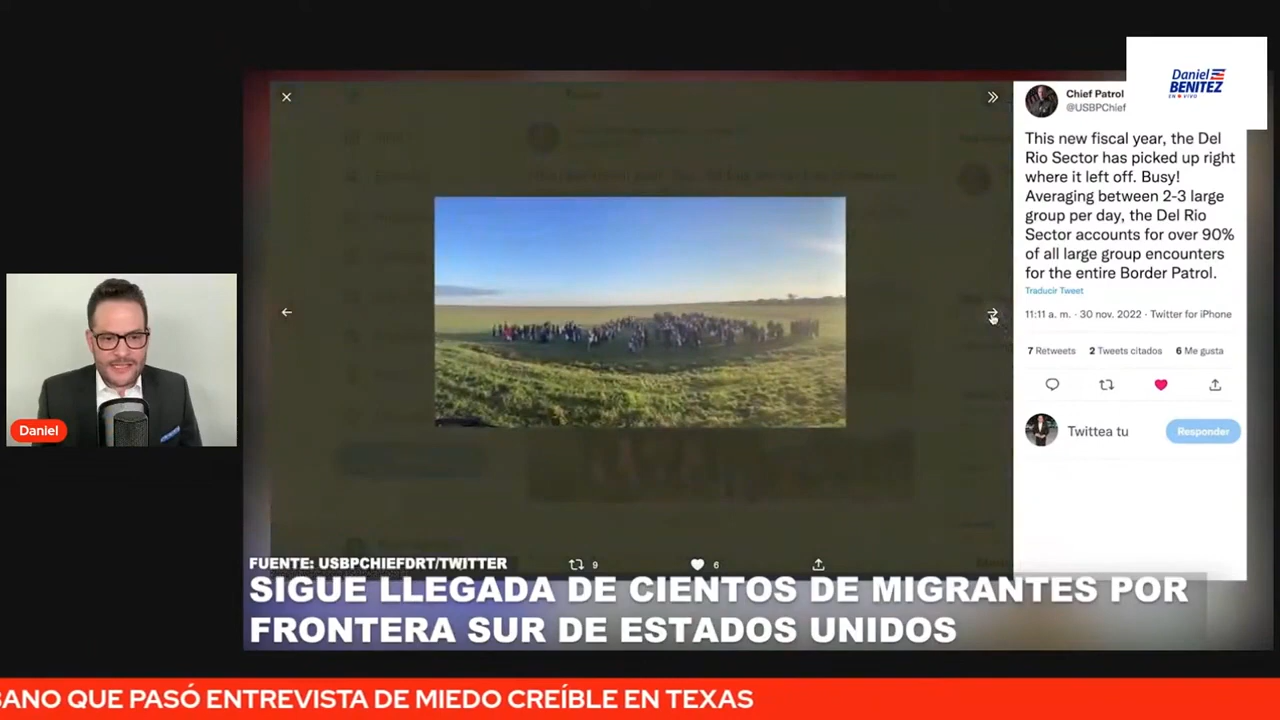 Daniel
BENITEZ
EN VIVO
Chief Patrol
@USBPChief
This new fiscal year, the Del
Rio Sector has picked up right
where it left off. Busy!
Averaging between 2-3 large
group per day, the Del Rio
Sector accounts for over 90%
of all large group encounters
for the entire Border Patrol.
Traducir Tweet
11:11 a. m. · 30 nov. 2022 · Twitter for iPhone
7 Retweets 2 Tweets citados 6 Me gusta
Twittea tu
Responder
Daniel
9
6
FUENTE: USBPCHIEFDRT/TWITTER
SIGUE LLEGADA DE CIENTOS DE MIGRANTES POR
FRONTERA SUR DE ESTADOS UNIDOS
BANO QUE PASÓ ENTREVISTA DE MIEDO CREÍBLE EN TEXAS